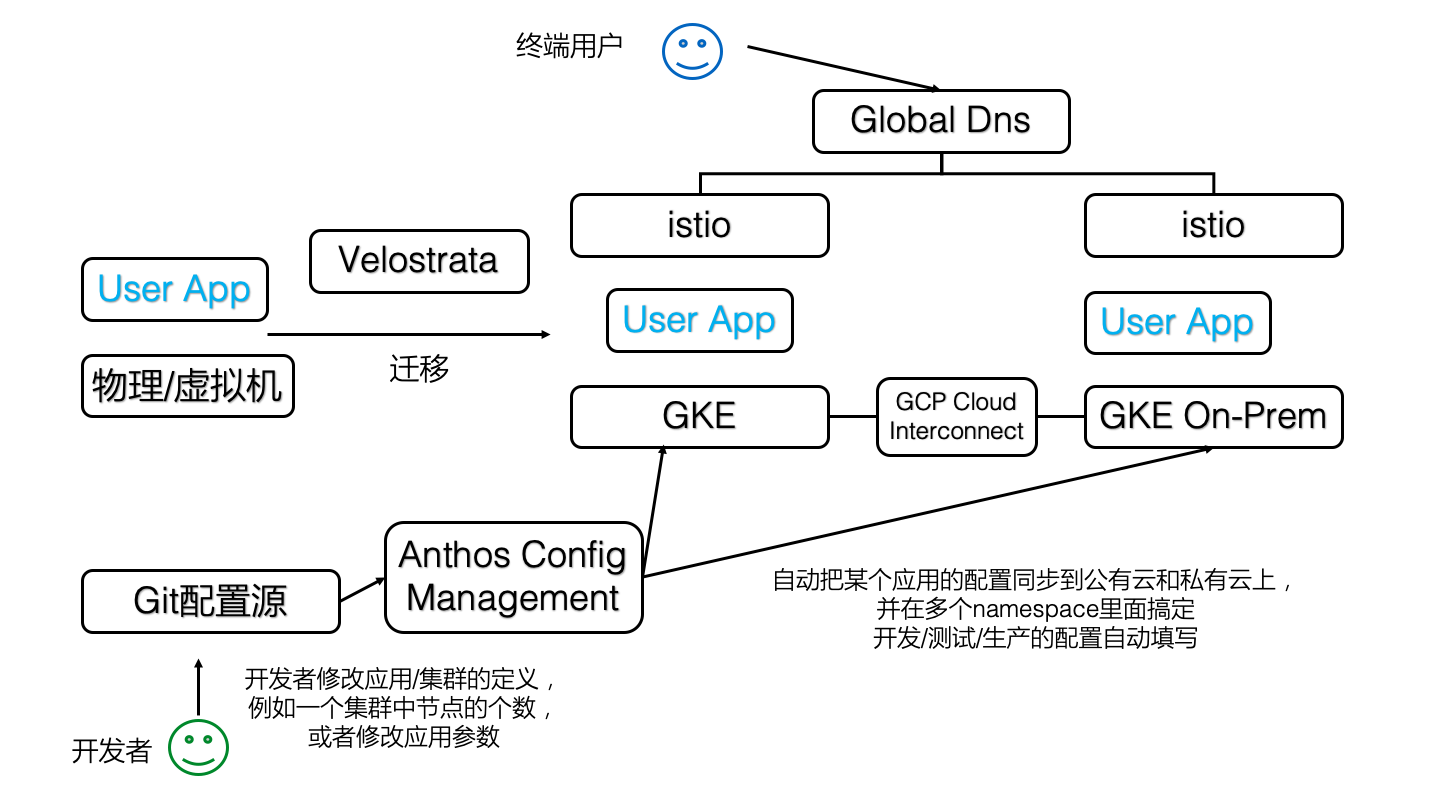 终端用户
Global Dns
istio
istio
Velostrata
User App
User App
User App
迁移
物理/虚拟机
GKE
GCP Cloud
Interconnect
GKE On-Prem
Anthos Config
Management
Git配置源
自动把某个应用的配置同步到公有云和私有云上，
并在多个namespace里面搞定
开发/测试/生产的配置自动填写
开发者修改应用/集群的定义，
例如一个集群中节点的个数，
或者修改应用参数
开发者